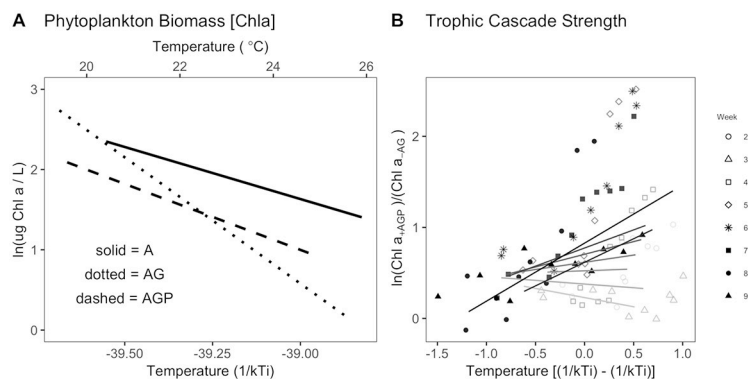 A Phytoplankton Biomass [Chla]
Temperature ( °C)
20 22 24 26
3
2
1
0
ln(ug Chl a / L)
solid = A
dotted = AG
dashed = AGP
-39.50 -39.25 -39.00
Temperature (1/kTi)
B Trophic Cascade Strength
2
1
0
ln(Chl a+AGP )/(Chl a−AG )
-1.5 -1.0 -0.5 0.0 0.5 1.0
Temperature [(1/kTi) - (1/kTi)]
Week
2
3
4
5
6
7
8
9